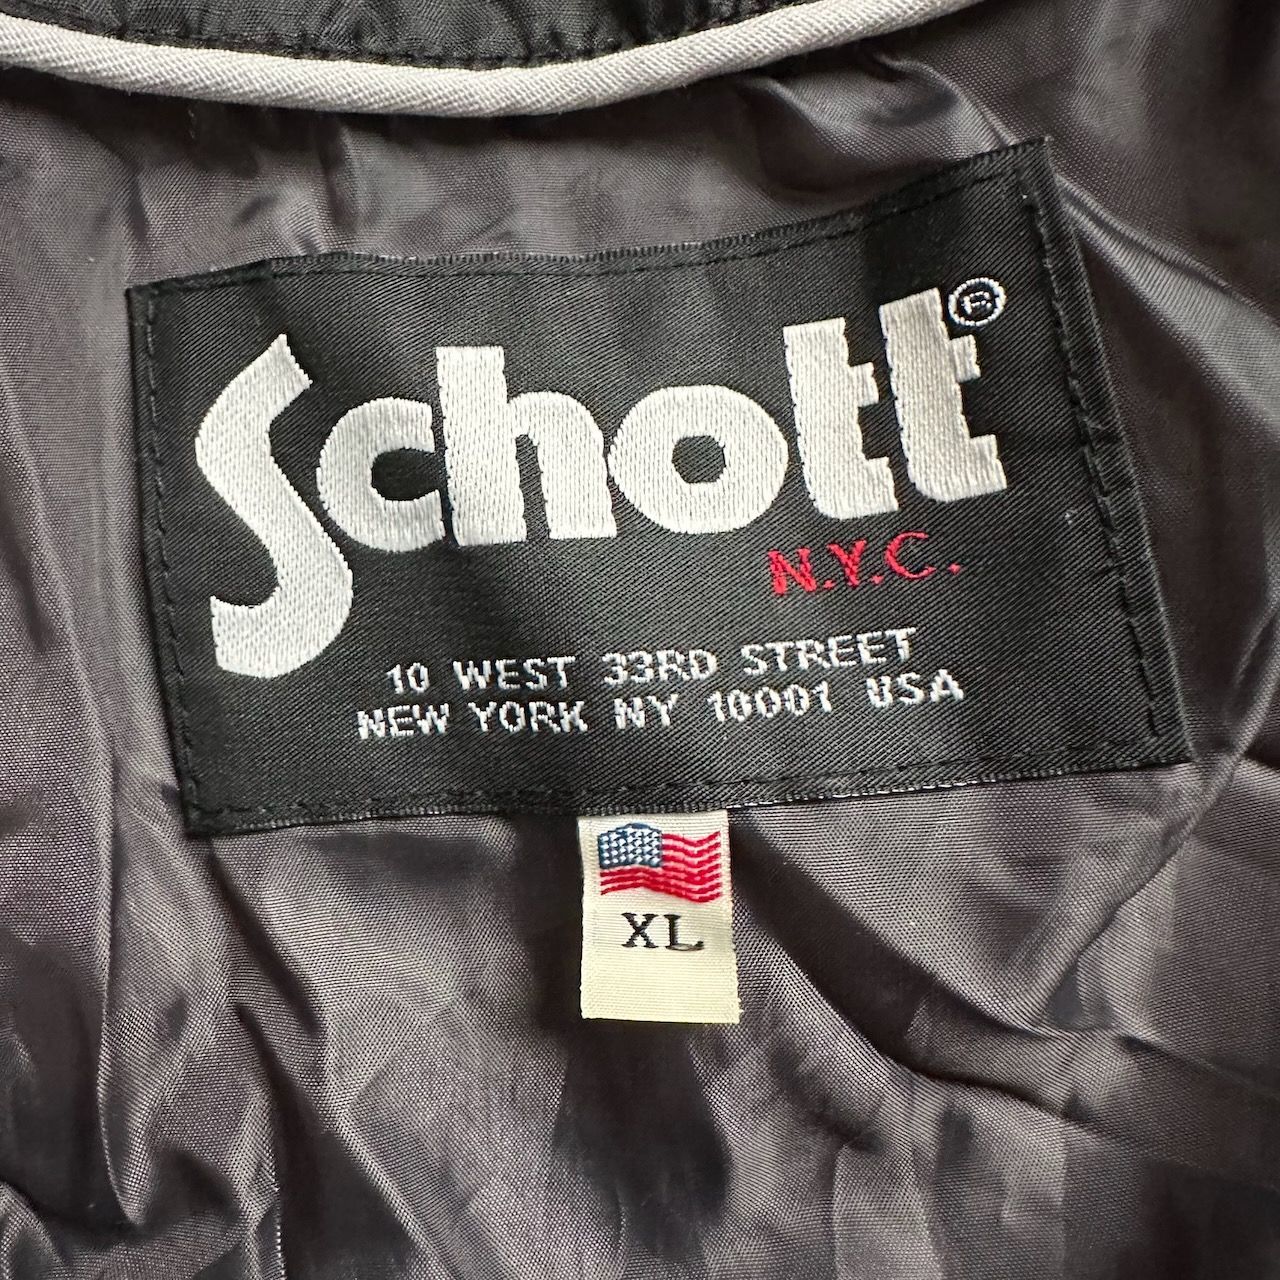 Schott®
N.Y.C.
10 WEST 33RD STREET
NEW YORK NY 10001 USA
XL